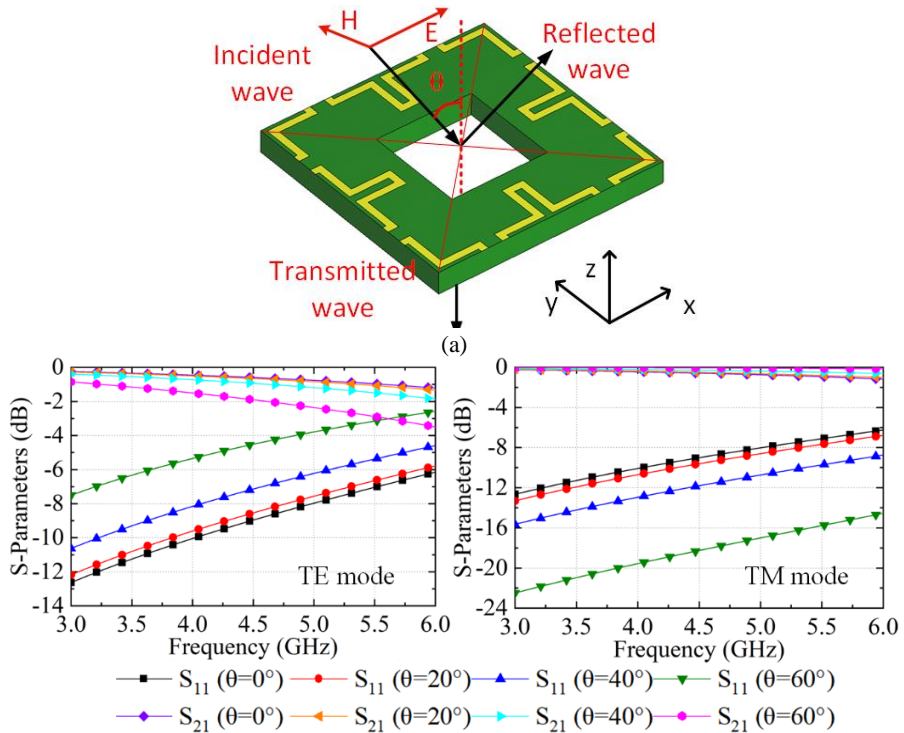 H
E
Incident
wave
θ
Reflected
wave
Transmitted
wave
z
y
x
(a)
0
-2
-4
-6
-8
-10
-12
-14
S-Parameters (dB)
TE mode
3.0 3.5 4.0 4.5 5.0 5.5 6.0
Frequency (GHz)
0
-4
-8
-12
-16
-20
-24
S-Parameters (dB)
TM mode
3.0 3.5 4.0 4.5 5.0 5.5 6.0
Frequency (GHz)
S₁₁ (θ=0°) S₁₁ (θ=20°) S₁₁ (θ=40°) S₁₁ (θ=60°)
S₂₁ (θ=0°) S₂₁ (θ=20°) S₂₁ (θ=40°) S₂₁ (θ=60°)